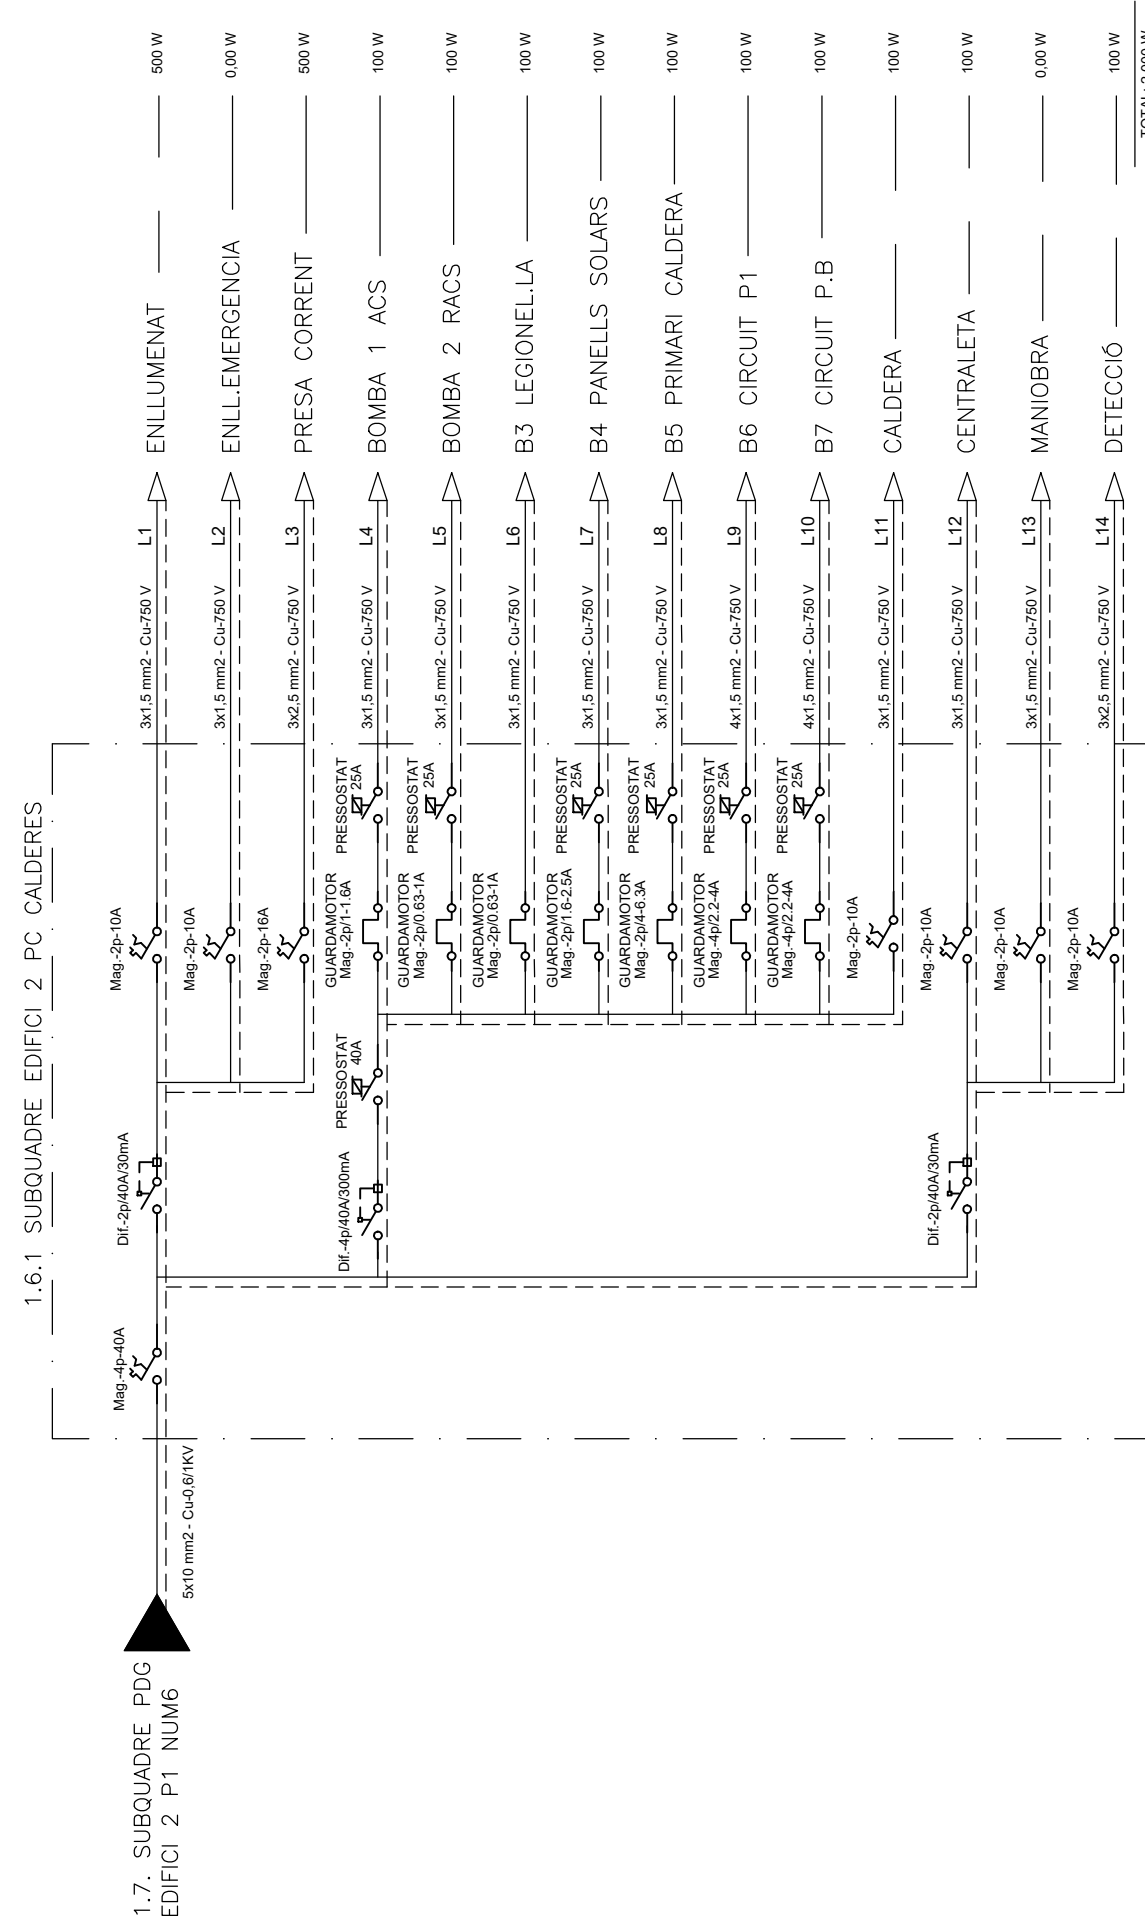 1.6.1 SUBQUADRE EDIFICI 2 PC CALDERES
1.7. SUBQUADRE PDG
EDIFICI 2 P1 NUM6
5x10 mm2 - Cu-0,6/1KV
Mag.-4p-40A
Dif.-2p/40A/30mA
Mag.-2p-10A
3x1,5 mm2 - Cu-750 V
L1
ENLLUMENAT
500 W
Mag.-2p-10A
3x1,5 mm2 - Cu-750 V
L2
ENLL.EMERGENCIA
0,00 W
Mag.-2p-16A
3x2,5 mm2 - Cu-750 V
L3
PRESA CORRENT
500 W
Dif.-4p/40A/300mA
PRESSOSTAT
40A
GUARDAMOTOR
Mag.-2p/1-1.6A
PRESSOSTAT
25A
3x1,5 mm2 - Cu-750 V
L4
BOMBA 1 ACS
100 W
GUARDAMOTOR
Mag.-2p/0.63-1A
PRESSOSTAT
25A
3x1,5 mm2 - Cu-750 V
L5
BOMBA 2 RACS
100 W
GUARDAMOTOR
Mag.-2p/0.63-1A
3x1,5 mm2 - Cu-750 V
L6
B3 LEGIONEL.LA
100 W
GUARDAMOTOR
Mag.-2p/1.6-2.5A
PRESSOSTAT
25A
3x1,5 mm2 - Cu-750 V
L7
B4 PANELLS SOLARS
100 W
GUARDAMOTOR
Mag.-2p/4-6.3A
PRESSOSTAT
25A
3x1,5 mm2 - Cu-750 V
L8
B5 PRIMARI CALDERA
100 W
GUARDAMOTOR
Mag.-4p/2.2-4A
PRESSOSTAT
25A
4x1,5 mm2 - Cu-750 V
L9
B6 CIRCUIT P1
100 W
GUARDAMOTOR
Mag.-4p/2.2-4A
PRESSOSTAT
25A
4x1,5 mm2 - Cu-750 V
L10
B7 CIRCUIT P.B
100 W
Mag.-2p-10A
3x1,5 mm2 - Cu-750 V
L11
CALDERA
100 W
Dif.-2p/40A/30mA
Mag.-2p-10A
3x1,5 mm2 - Cu-750 V
L12
CENTRALETA
100 W
Mag.-2p-10A
3x1,5 mm2 - Cu-750 V
L13
MANIOBRA
0,00 W
Mag.-2p-10A
3x2,5 mm2 - Cu-750 V
L14
DETECCIÓ
100 W